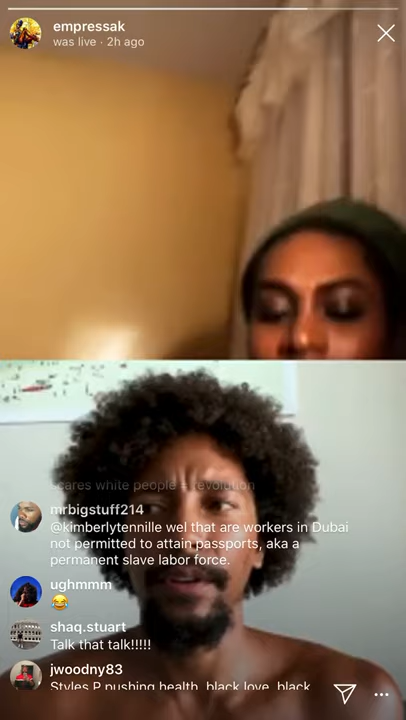 empressak
was live · 2h ago
scares white people = (evolution
mrbigstuff214
@kimberlytennille wel that are workers in Dubai
not permitted to attain passports, aka a
permanent slave labor force.
ughmmm
😂
shaq.stuart
Talk that talk!!!!!
jwoodny83
Styles P pushing health, black love, black